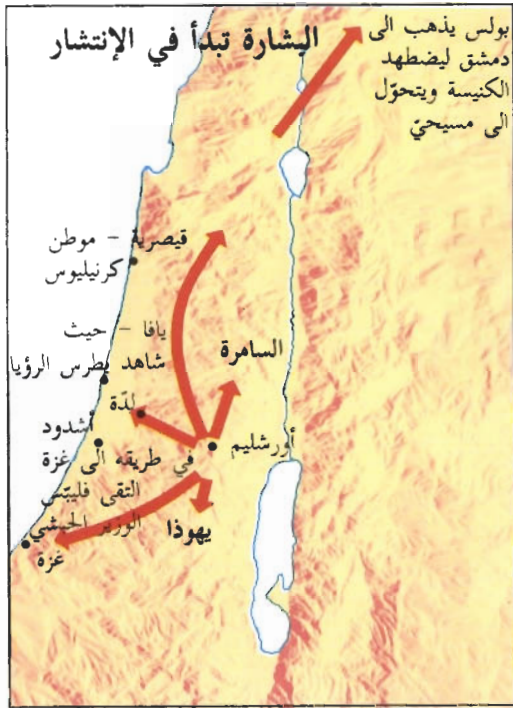 البشارة تبدأ في الإنتشار
بولس يذهب الى
دمشق ليضطهد
الكنيسة ويتحوّل
الى مسيحيّ
قيصرية - موطن
كرنيليوس
يافا - حيث
شاهد بطرس الرؤيا
السامرة
لدّة
أشدود
أورشليم
في طريقه الى غزة
التقى فليبّس
الوزير الحبشي
يهوذا
غزة